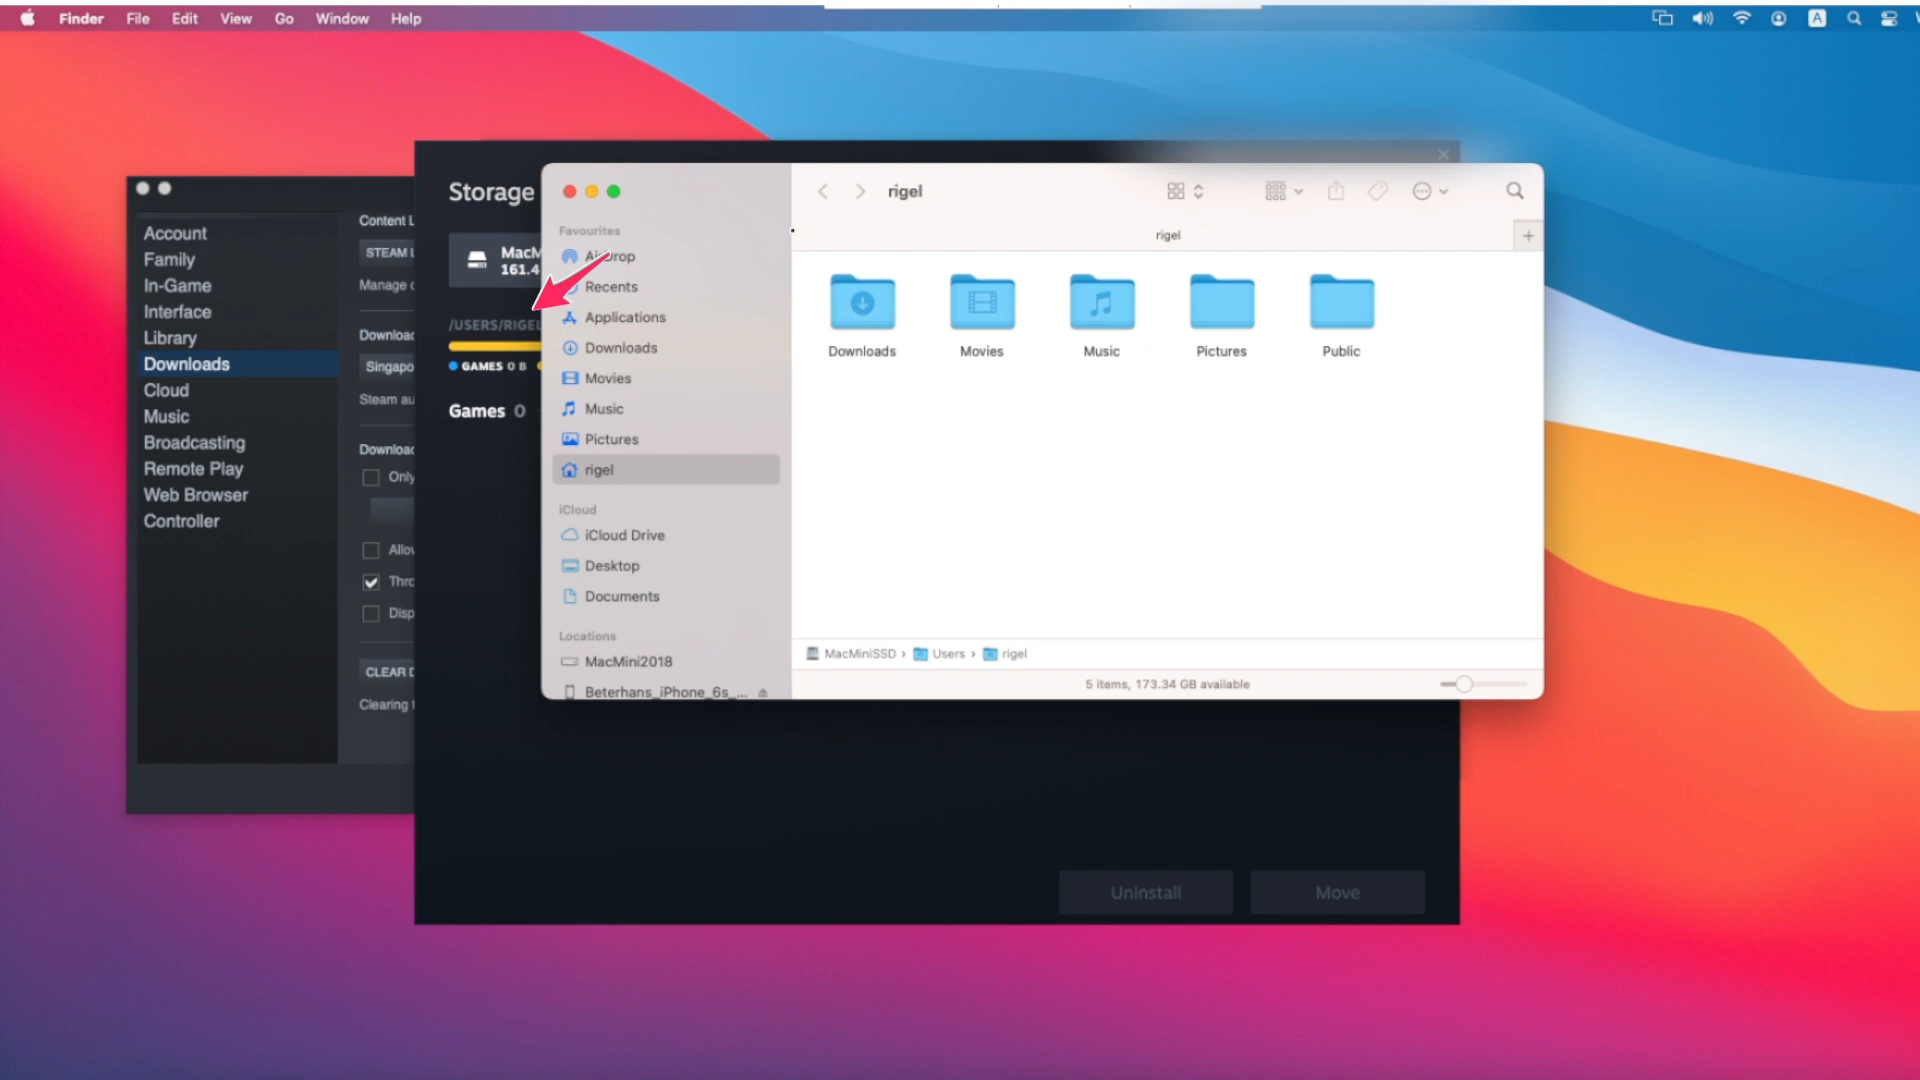 Finder File Edit View Go Window Help
A
Account
Family
In-Game
Interface
Library
Downloads
Cloud
Music
Broadcasting
Remote Play
Web Browser
Controller
Content L
STEAM L
Manage
Downloa
Singapo
Steam au
Downloa
Only
Allo
Thro
Disp
CLEAR D
Clearing t
Storage
MacM
161.4
/USERS/RIGEL
GAMES 0 B
Games 0
Uninstall
Move
Favourites
AirDrop
Recents
Applications
Downloads
Movies
Music
Pictures
rigel
iCloud
iCloud Drive
Desktop
Documents
Locations
MacMini2018
Beterhans_iPhone_6s_...
rigel
rigel
Downloads
Movies
Music
Pictures
Public
MacMiniSSD › Users › rigel
5 items, 173.34 GB available